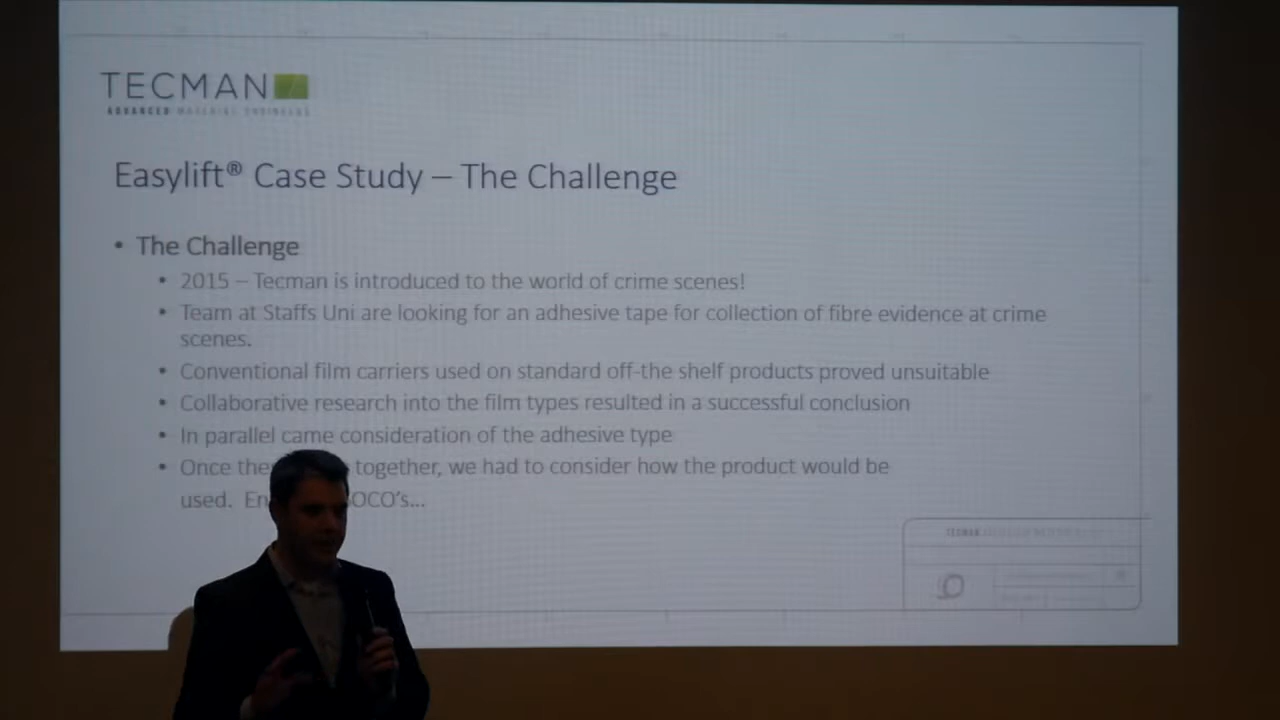 TECMAN
ADVANCED MATERIAL ENGINEERS
Easylift® Case Study – The Challenge
• The Challenge
• 2015 – Tecman is introduced to the world of crime scenes!
• Team at Staffs Uni are looking for an adhesive tape for collection of fibre evidence at crime
scenes.
• Conventional film carriers used on standard off-the shelf products proved unsuitable
• Collaborative research into the film types resulted in a successful conclusion
• In parallel came consideration of the adhesive type
• Once together, we had to consider how the product would be
used.
TECMAN